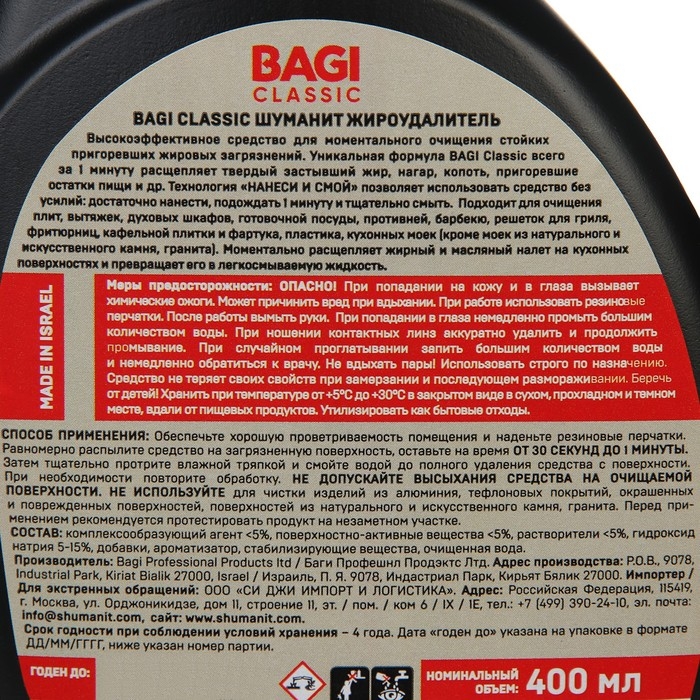 BAGI
CLASSIC
BAGI CLASSIC ШУМАНИТ ЖИРОУДАЛИТЕЛЬ
Высокоэффективное средство для моментального очищения стойких
пригоревших жировых загрязнений. Уникальная формула BAGI Classic всего
за 1 минуту расщепляет твердый застывший жир, нагар, копоть, пригоревшие
остатки пищи и др. Технология «НАНЕСИ И СМОЙ» позволяет использовать средство без
усилий: достаточно нанести, подождать 1 минуту и тщательно смыть. Подходит для очищения
плит, вытяжек, духовых шкафов, готовочной посуды, противней, барбекю, решеток для гриля,
фритюрниц, кафельной плитки и фартука, пластика, кухонных моек (кроме моек из натурального и
искусственного камня, гранита). Моментально расщепляет жирный и масляный налет на кухонных
поверхностях и превращает его в легкосмываемую жидкость.
MADE IN ISRAEL
Меры предосторожности: ОПАСНО! При попадании на кожу и в глаза вызывает
химические ожоги. Может причинить вред при вдыхании. При работе использовать резиновые
перчатки. После работы вымыть руки. При попадании в глаза немедленно промыть большим
количеством воды. При ношении контактных линз аккуратно удалить и продолжить
промывание. При случайном проглатывании запить большим количеством воды
и немедленно обратиться к врачу. Не вдыхать пары! Использовать строго по назначению.
Средство не теряет своих свойств при замерзании и последующем размораживании. Беречь
от детей! Хранить при температуре от +5°С до +30°С в закрытом виде в сухом, прохладном и темном
месте, вдали от пищевых продуктов. Утилизировать как бытовые отходы.
СПОСОБ ПРИМЕНЕНИЯ: Обеспечьте хорошую проветриваемость помещения и наденьте резиновые перчатки.
Равномерно распылите средство на загрязненную поверхность, оставьте на время ОТ 30 СЕКУНД ДО 1 МИНУТЫ.
Затем тщательно протрите влажной тряпкой и смойте водой до полного удаления средства с поверхности.
При необходимости повторите обработку. НЕ ДОПУСКАЙТЕ ВЫСЫХАНИЯ СРЕДСТВА НА ОЧИЩАЕМОЙ
ПОВЕРХНОСТИ. НЕ ИСПОЛЬЗУЙТЕ для чистки изделий из алюминия, тефлоновых покрытий, окрашенных
и поврежденных поверхностей, поверхностей из натурального и искусственного камня, гранита. Перед при-
менением рекомендуется протестировать продукт на незаметном участке.
СОСТАВ: комплексообразующий агент <5%, поверхностно-активные вещества <5%, растворители <5%, гидроксид
натрия 5-15%, добавки, ароматизатор, стабилизирующие вещества, очищенная вода.
Производитель: Bagi Professional Products ltd / Баги Профешнл Продэктс Лтд. Адрес производства: P.O.B., 9078,
Industrial Park, Kiriat Bialik 27000, Israel / Израиль, П. Я. 9078, Индастриал Парк, Кирьят Бялик 27000. Импортер /
Для экстренных обращений: ООО «СИ ДЖИ ИМПОРТ И ЛОГИСТИКА». Адрес: Российская Федерация, 115419,
г. Москва, ул. Орджоникидзе, дом 11, строение 11, эт. / пом. / ком 6 / IX / 1E, тел.: +7 (499) 390-24-10, эл. почта:
info@shumanit.com, сайт: www.shumanit.com.
Срок годности при соблюдении условий хранения – 4 года. Дата «годен до» указана на упаковке в формате
ДД/ММ/ГГГГ, ниже указан номер партии.
ГОДЕН ДО:
НОМИНАЛЬНЫЙ
ОБЪЕМ: 400 МЛ